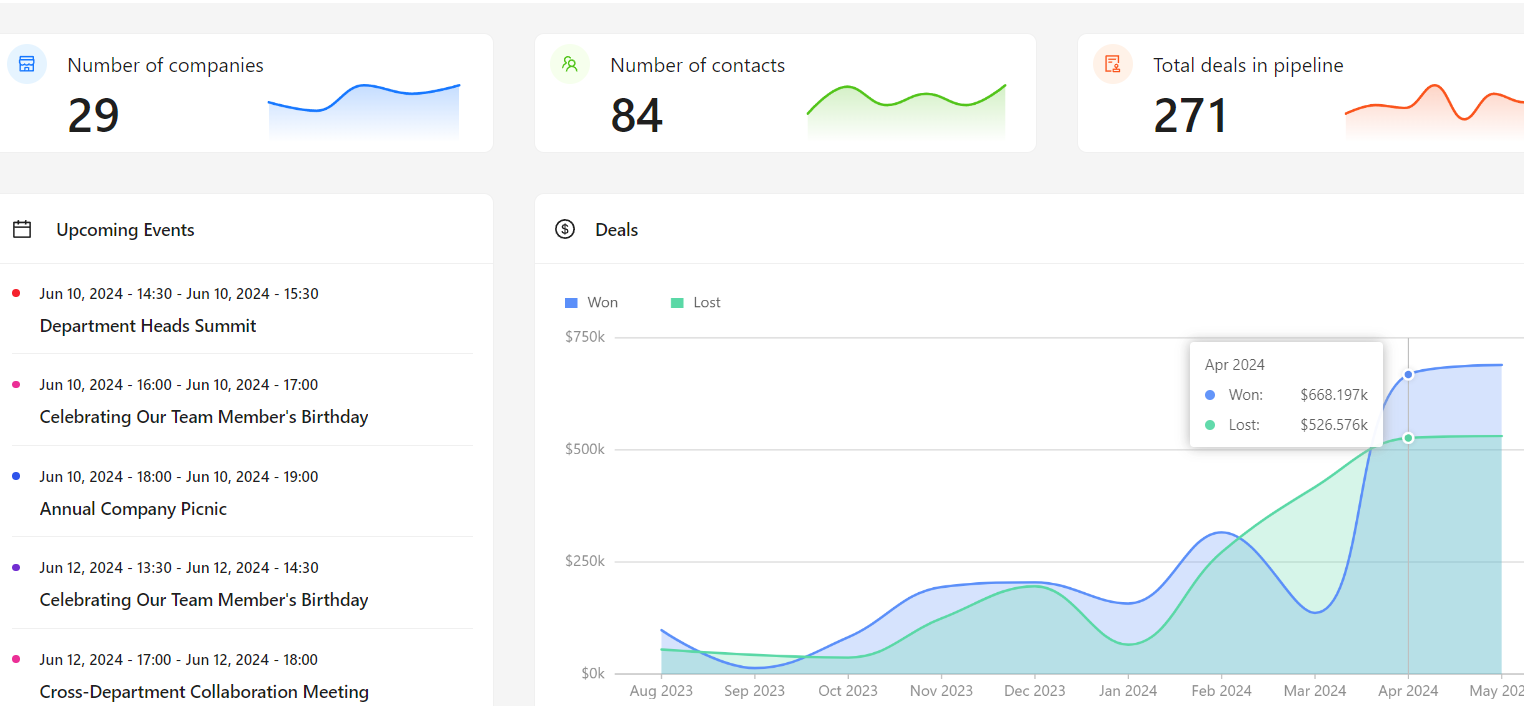 Number of companies
29
Number of contacts
84
Total deals in pipeline
271
Upcoming Events
Jun 10, 2024 - 14:30 - Jun 10, 2024 - 15:30
Department Heads Summit
Jun 10, 2024 - 16:00 - Jun 10, 2024 - 17:00
Celebrating Our Team Member's Birthday
Jun 10, 2024 - 18:00 - Jun 10, 2024 - 19:00
Annual Company Picnic
Jun 12, 2024 - 13:30 - Jun 12, 2024 - 14:30
Celebrating Our Team Member's Birthday
Jun 12, 2024 - 17:00 - Jun 12, 2024 - 18:00
Cross-Department Collaboration Meeting
$ Deals
Won Lost
$750k
$500k
$250k
$0k
Apr 2024
Won: $668.197k
Lost: $526.576k
Aug 2023 Sep 2023 Oct 2023 Nov 2023 Dec 2023 Jan 2024 Feb 2024 Mar 2024 Apr 2024 May 202